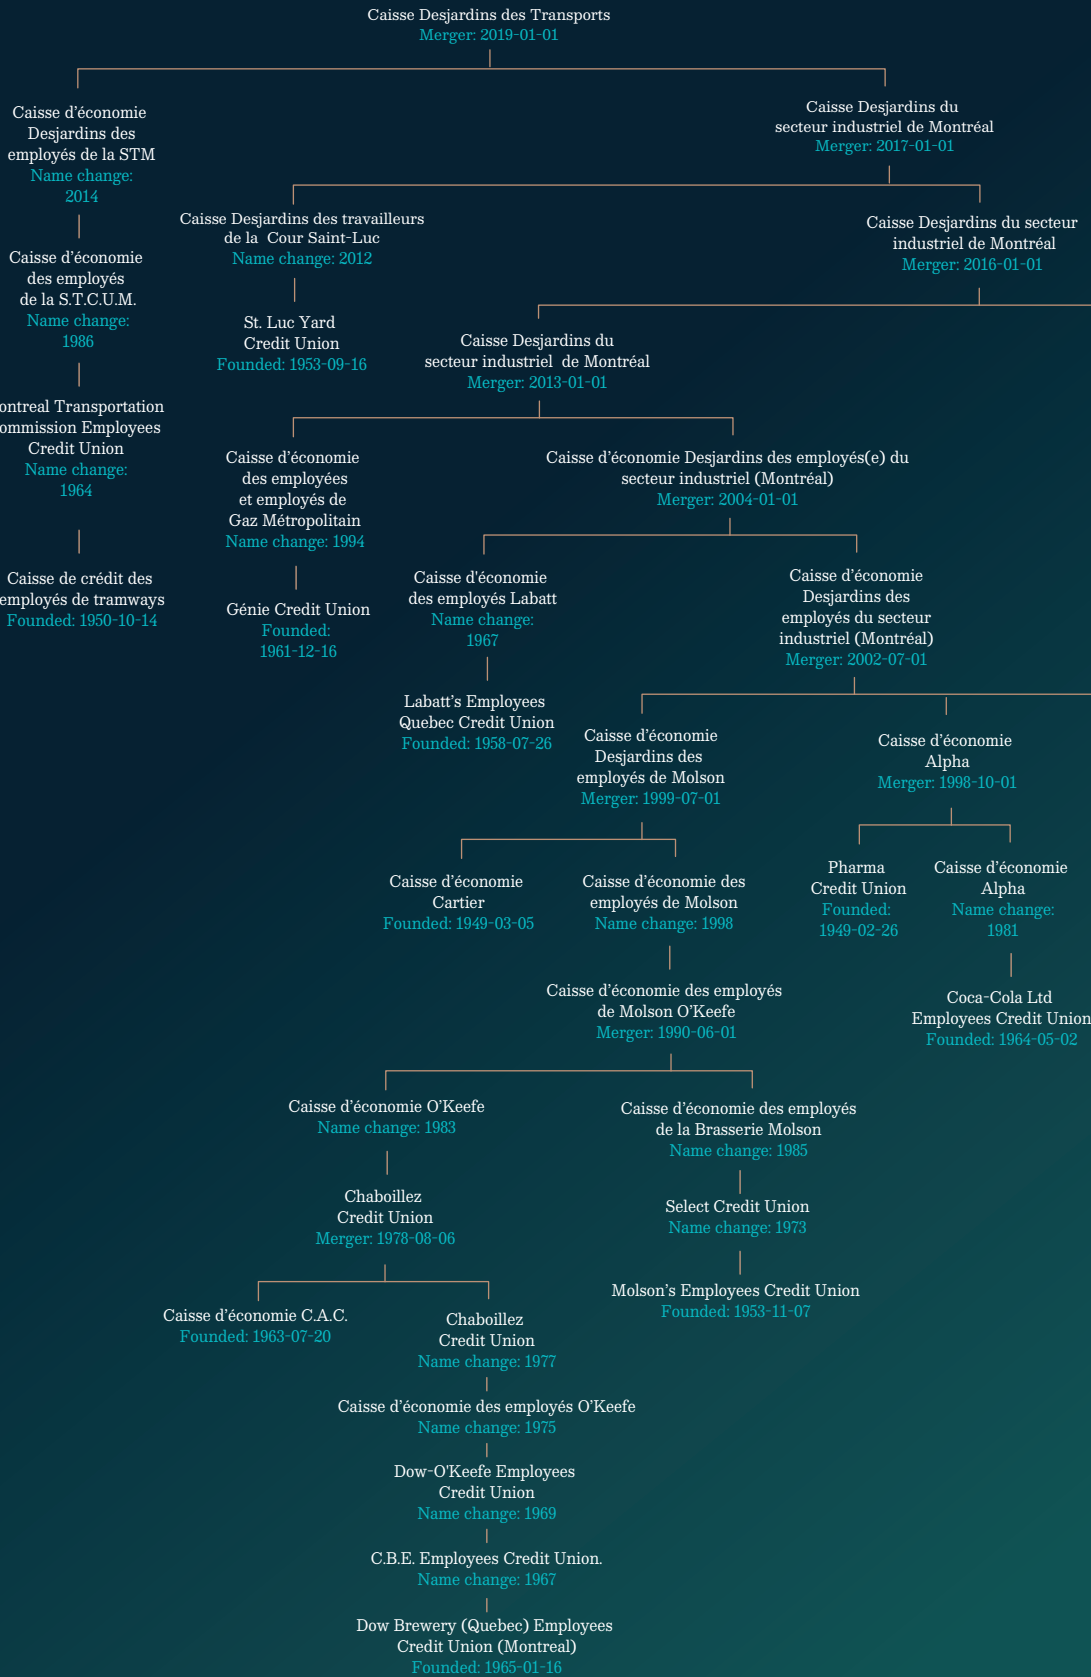 Caisse Desjardins des Transports
Merger: 2019-01-01
Caisse d'économie
Desjardins des
employés de la STM
Name change:
2014
Caisse d'économie
des employés
de la S.T.C.U.M.
Name change:
1986
ontreal Transportation
ommission Employees
Credit Union
Name change:
1964
Caisse de crédit des
employés de tramways
Founded: 1950-10-14
Caisse Desjardins du
secteur industriel de Montréal
Merger: 2017-01-01
Caisse Desjardins des travailleurs
de la Cour Saint-Luc
Name change: 2012
St. Luc Yard
Credit Union
Founded: 1953-09-16
Caisse Desjardins du secteur
industriel de Montréal
Merger: 2016-01-01
Caisse Desjardins du
secteur industriel de Montréal
Merger: 2013-01-01
Caisse d'économie
des employées
et employés de
Gaz Métropolitain
Name change: 1994
Génie Credit Union
Founded:
1961-12-16
Caisse d'économie Desjardins des employés(e) du
secteur industriel (Montréal)
Merger: 2004-01-01
Caisse d'économie
des employés Labatt
Name change:
1967
Labatt's Employees
Quebec Credit Union
Founded: 1958-07-26
Caisse d'économie
Desjardins des
employés du secteur
industriel (Montréal)
Merger: 2002-07-01
Caisse d'économie
Desjardins des
employés de Molson
Merger: 1999-07-01
Caisse d'économie
Alpha
Merger: 1998-10-01
Caisse d'économie
Cartier
Founded: 1949-03-05
Caisse d'économie des
employés de Molson
Name change: 1998
Pharma
Credit Union
Founded:
1949-02-26
Caisse d'économie
Alpha
Name change:
1981
Coca-Cola Ltd
Employees Credit Union
Founded: 1964-05-02
Caisse d'économie des employés
de Molson O'Keefe
Merger: 1990-06-01
Caisse d'économie O'Keefe
Name change: 1983
Chaboillez
Credit Union
Merger: 1978-08-06
Caisse d'économie des employés
de la Brasserie Molson
Name change: 1985
Select Credit Union
Name change: 1973
Molson's Employees Credit Union
Founded: 1953-11-07
Caisse d'économie C.A.C.
Founded: 1963-07-20
Chaboillez
Credit Union
Name change: 1977
Caisse d'économie des employés O'Keefe
Name change: 1975
Dow-O'Keefe Employees
Credit Union
Name change: 1969
C.B.E. Employees Credit Union.
Name change: 1967
Dow Brewery (Quebec) Employees
Credit Union (Montreal)
Founded: 1965-01-16